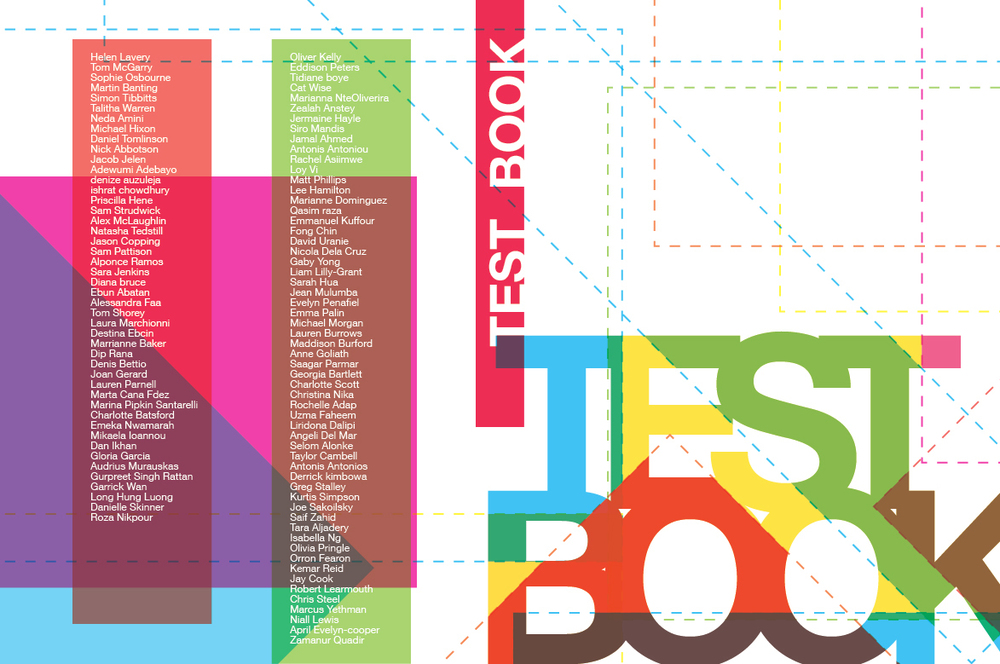 Helen Lavery
Tom McGarry
Sophie Osbourne
Martin Banting
Simon Tibbitts
Talitha Warren
Neda Amini
Michael Hixon
Daniel Tomlinson
Nick Abbotson
Jacob Jelen
Adewumi Adebayo
denize auzuleja
ishrat chowdhury
Priscilla Hene
Sam Strudwick
Alex McLaughlin
Natasha Tedstill
Jason Copping
Sam Pattison
Alponce Ramos
Sara Jenkins
Diana bruce
Ebun Abatan
Alessandra Faa
Tom Shorey
Laura Marchionni
Destina Ebcin
Marrianne Baker
Dip Rana
Denis Bettio
Joan Gerard
Lauren Parnell
Marta Cana Fdez
Marina Pipkin Santarelli
Charlotte Batsford
Emeka Nwamarah
Mikaela Ioannou
Dan Ikhan
Gloria Garcia
Audrius Murauskas
Gurpreet Singh Rattan
Garrick Wan
Long Hung Luong
Danielle Skinner
Roza Nikpour
Oliver Kelly
Eddison Peters
Tidiane boye
Cat Wise
Marianna NteOliverira
Zealah Anstey
Jermaine Hayle
Siro Mandis
Jamal Ahmed
Antonis Antoniou
Rachel Asiimwe
Loy Vi
Matt Phillips
Lee Hamilton
Marianne Dominguez
Qasim raza
Emmanuel Kuffour
Fong Chin
David Uranie
Nicola Dela Cruz
Gaby Yong
Liam Lilly-Grant
Sarah Hua
Jean Mulumba
Evelyn Penafiel
Emma Palin
Michael Morgan
Lauren Burrows
Maddison Burford
Anne Goliath
Saagar Parmar
Georgia Bartlett
Charlotte Scott
Christina Nika
Rochelle Adap
Uzma Faheem
Liridona Dalipi
Angeli Del Mar
Selom Alonke
Taylor Cambell
Antonis Antonios
Derrick kimbowa
Greg Stalley
Kurtis Simpson
Joe Sakoilsky
Saif Zahid
Tara Aljadery
Isabella Ng
Olivia Pringle
Orron Fearon
Kemar Reid
Jay Cook
Robert Learmouth
Chris Steel
Marcus Yethman
Niall Lewis
April Evelyn-cooper
Zamanur Quadir
TEST BOOK
TEST
BOOK